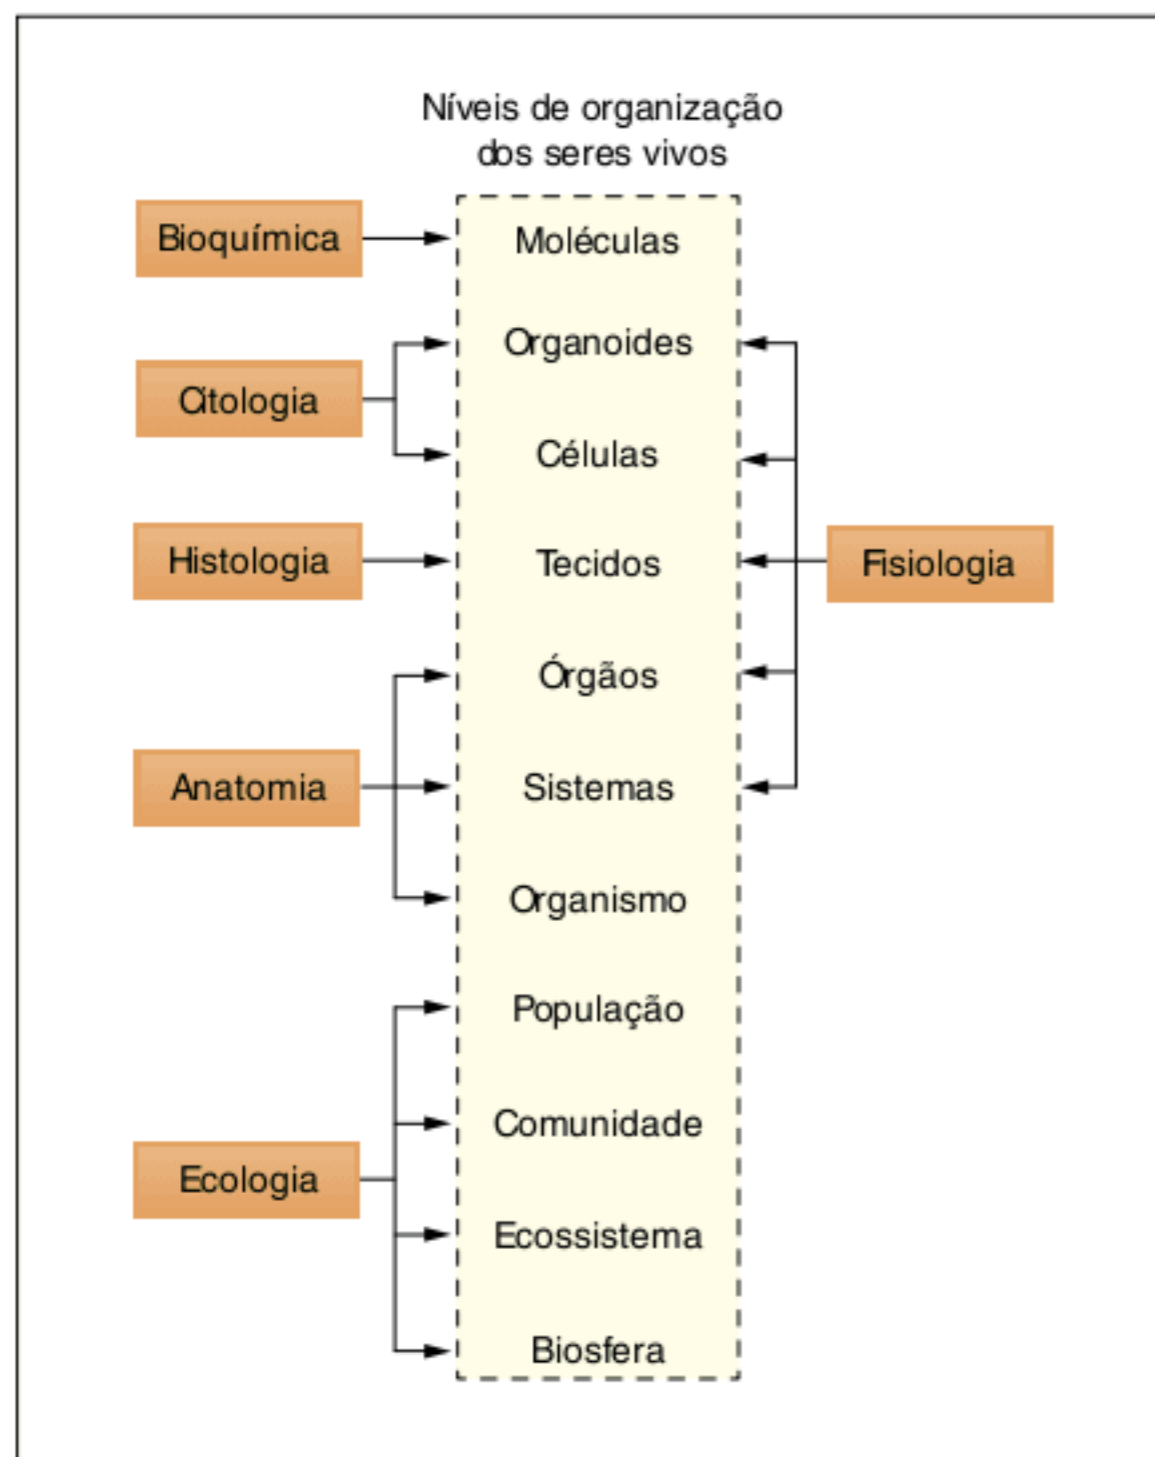 Níveis de organização
dos seres vivos
Bioquímica
Moléculas
Organoides
Citologia
Células
Histologia
Tecidos
Fisiologia
Órgãos
Anatomia
Sistemas
Organismo
População
Comunidade
Ecologia
Ecossistema
Biosfera